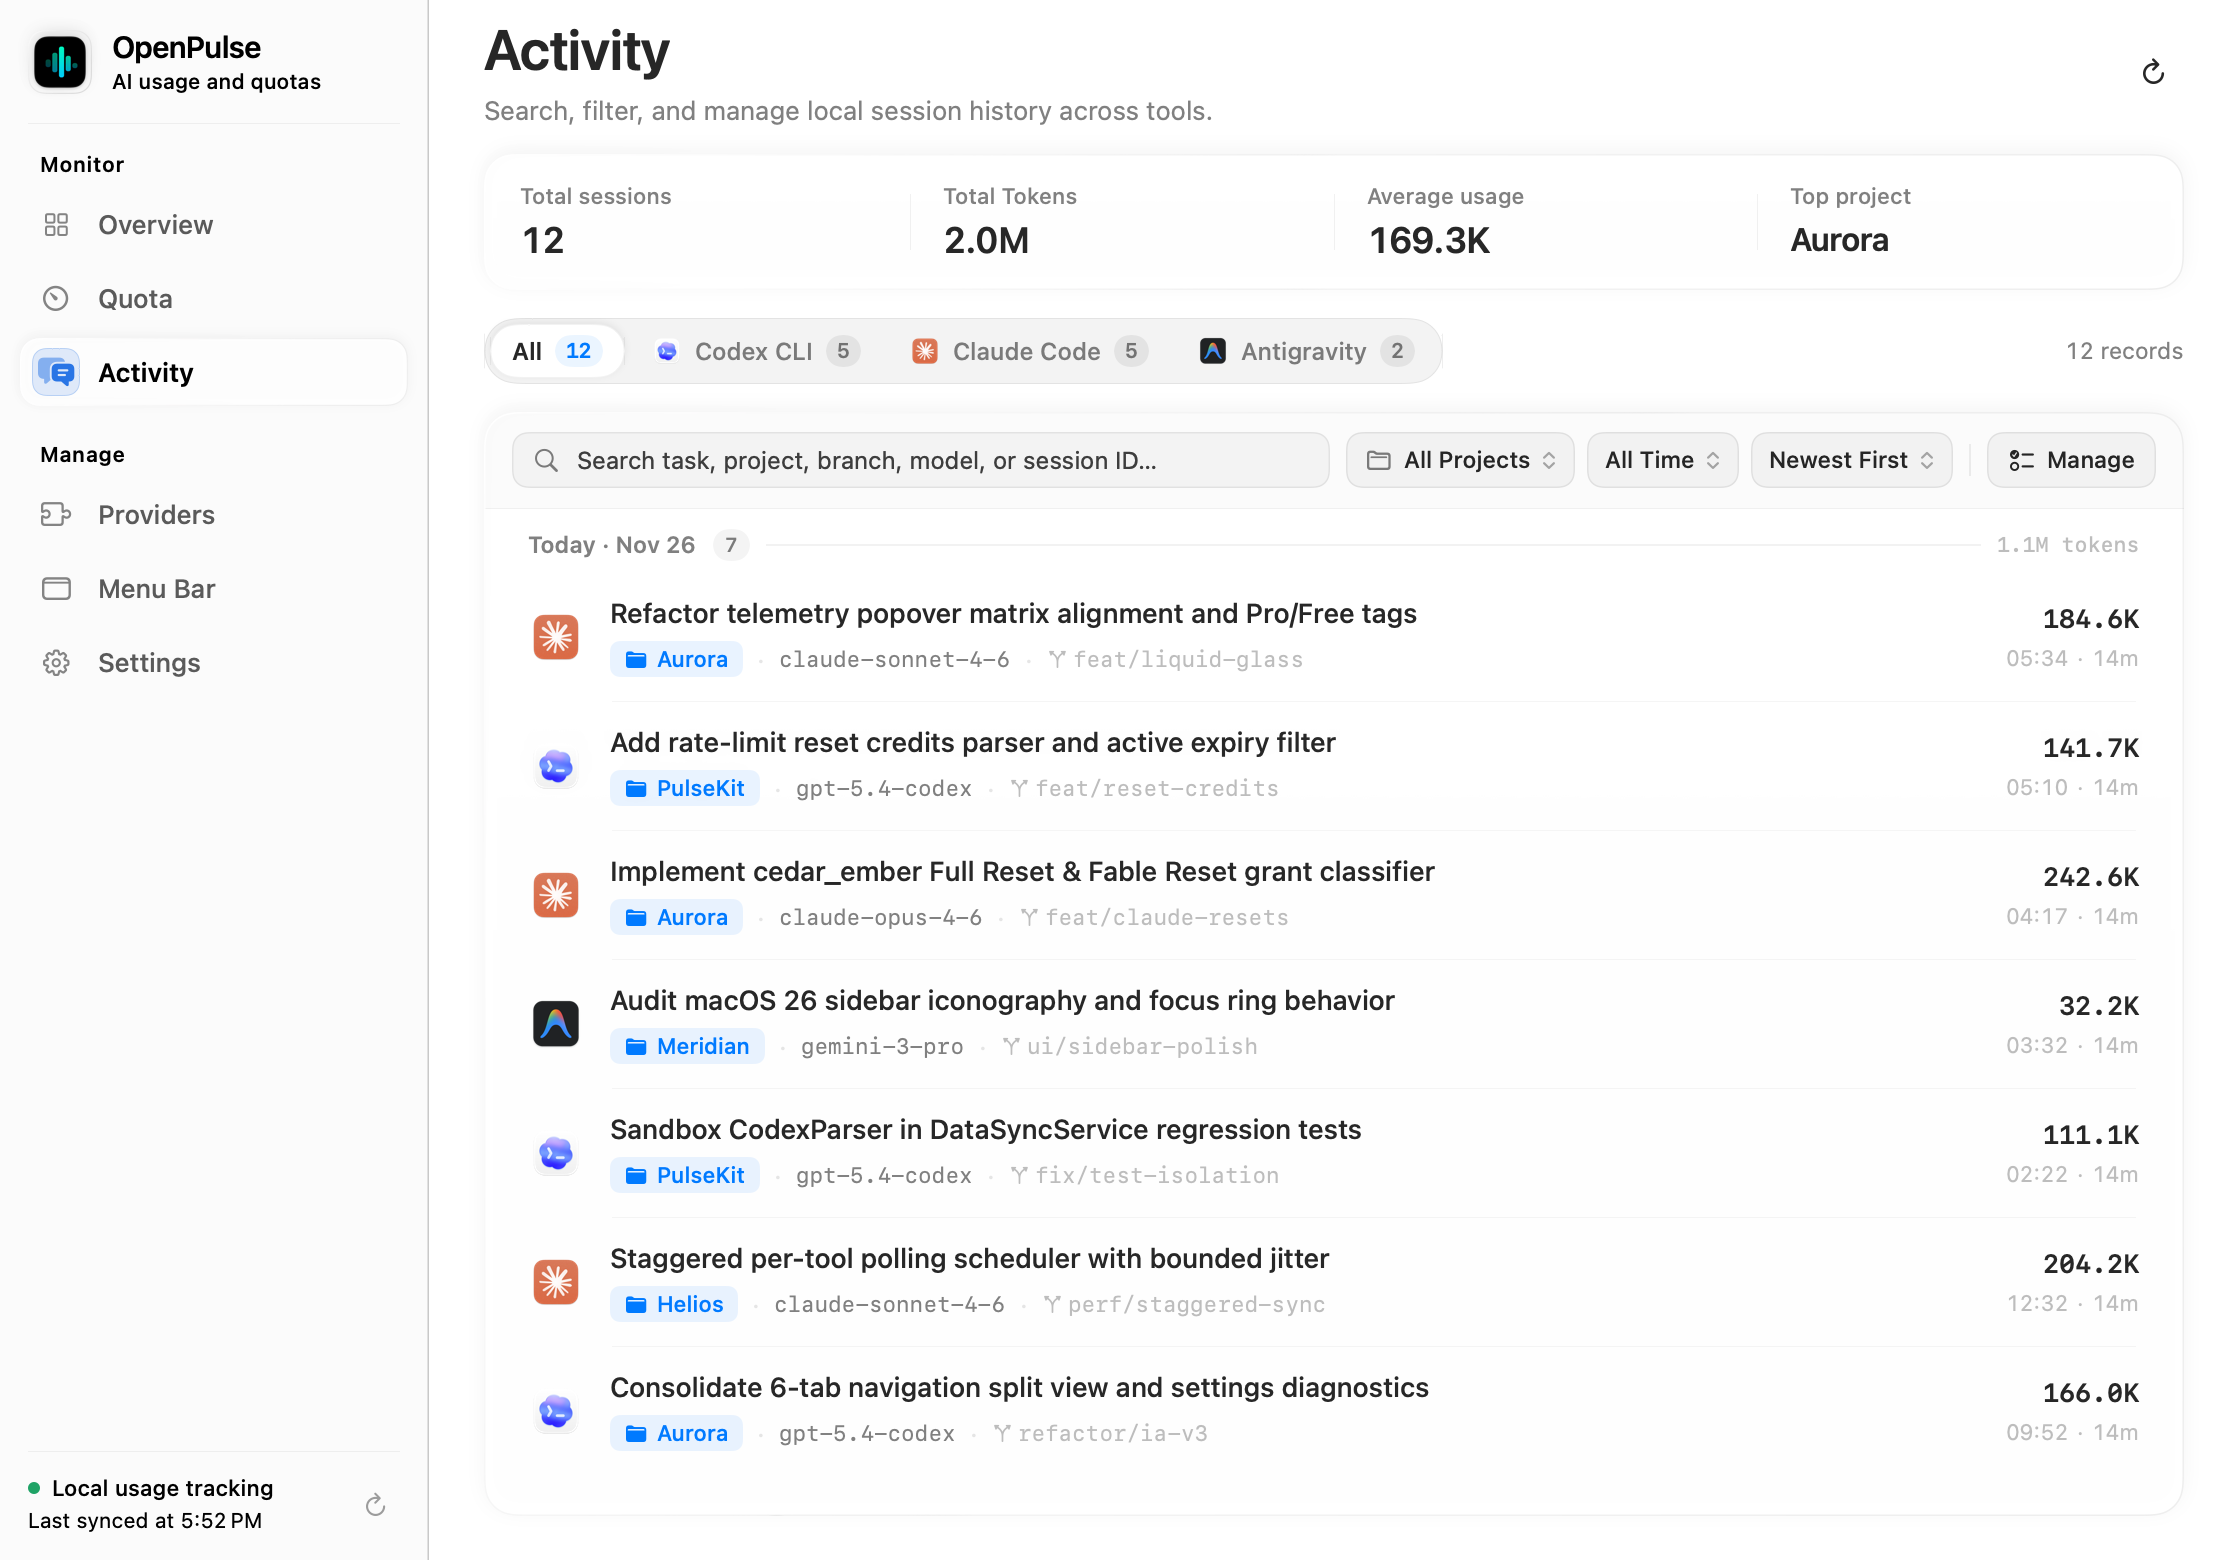 OpenPulse
AI usage and quotas
Monitor
Overview
Quota
Activity
Manage
Providers
Menu Bar
Settings
Local usage tracking
Last synced at 5:52 PM
Activity
Search, filter, and manage local session history across tools.
Total sessions
12
Total Tokens
2.0M
Average usage
169.3K
Top project
Aurora
All 12 Codex CLI 5 Claude Code 5 Antigravity 2 12 records
Search task, project, branch, model, or session ID... All Projects All Time Newest First Manage
Today · Nov 26 7 1.1M tokens
Refactor telemetry popover matrix alignment and Pro/Free tags 184.6K
Aurora · claude-sonnet-4-6 · feat/liquid-glass 05:34 · 14m
Add rate-limit reset credits parser and active expiry filter 141.7K
PulseKit · gpt-5.4-codex · feat/reset-credits 05:10 · 14m
Implement cedar_ember Full Reset & Fable Reset grant classifier 242.6K
Aurora · claude-opus-4-6 · feat/claude-resets 04:17 · 14m
Audit macOS 26 sidebar iconography and focus ring behavior 32.2K
Meridian · gemini-3-pro · ui/sidebar-polish 03:32 · 14m
Sandbox CodexParser in DataSyncService regression tests 111.1K
PulseKit · gpt-5.4-codex · fix/test-isolation 02:22 · 14m
Staggered per-tool polling scheduler with bounded jitter 204.2K
Helios · claude-sonnet-4-6 · perf/staggered-sync 12:32 · 14m
Consolidate 6-tab navigation split view and settings diagnostics 166.0K
Aurora · gpt-5.4-codex · refactor/ia-v3 09:52 · 14m